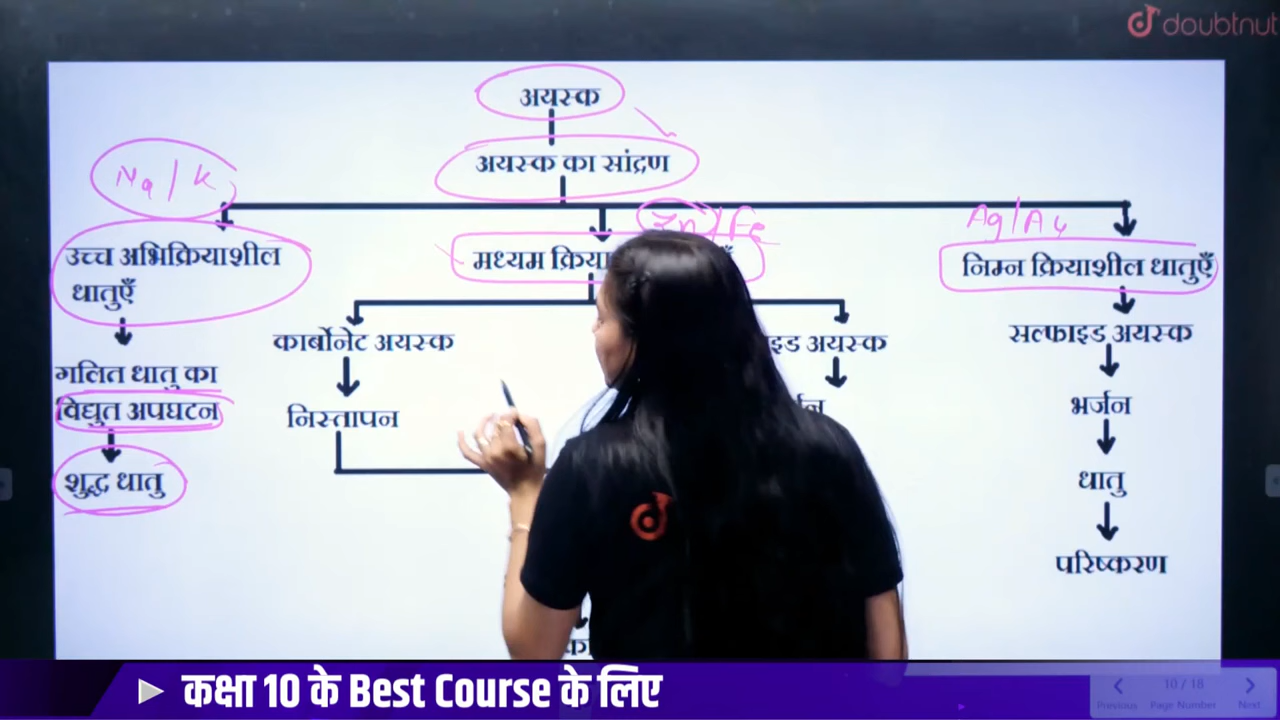 doubtnut
अयस्क
अयस्क का सांद्रण
Na / K
Zn / Fe
Ag / Au
उच्च अभिक्रियाशील
धातुएँ
मध्यम
निम्न क्रियाशील धातुएँ
गलित धातु का
विद्युत अपघटन
शुद्ध धातु
कार्बोनेट अयस्क
निस्तापन
अयस्क
सल्फाइड अयस्क
भर्जन
धातु
परिष्करण
कक्षा 10 के Best Course के लिए
10 / 18
Previous Page Number Next